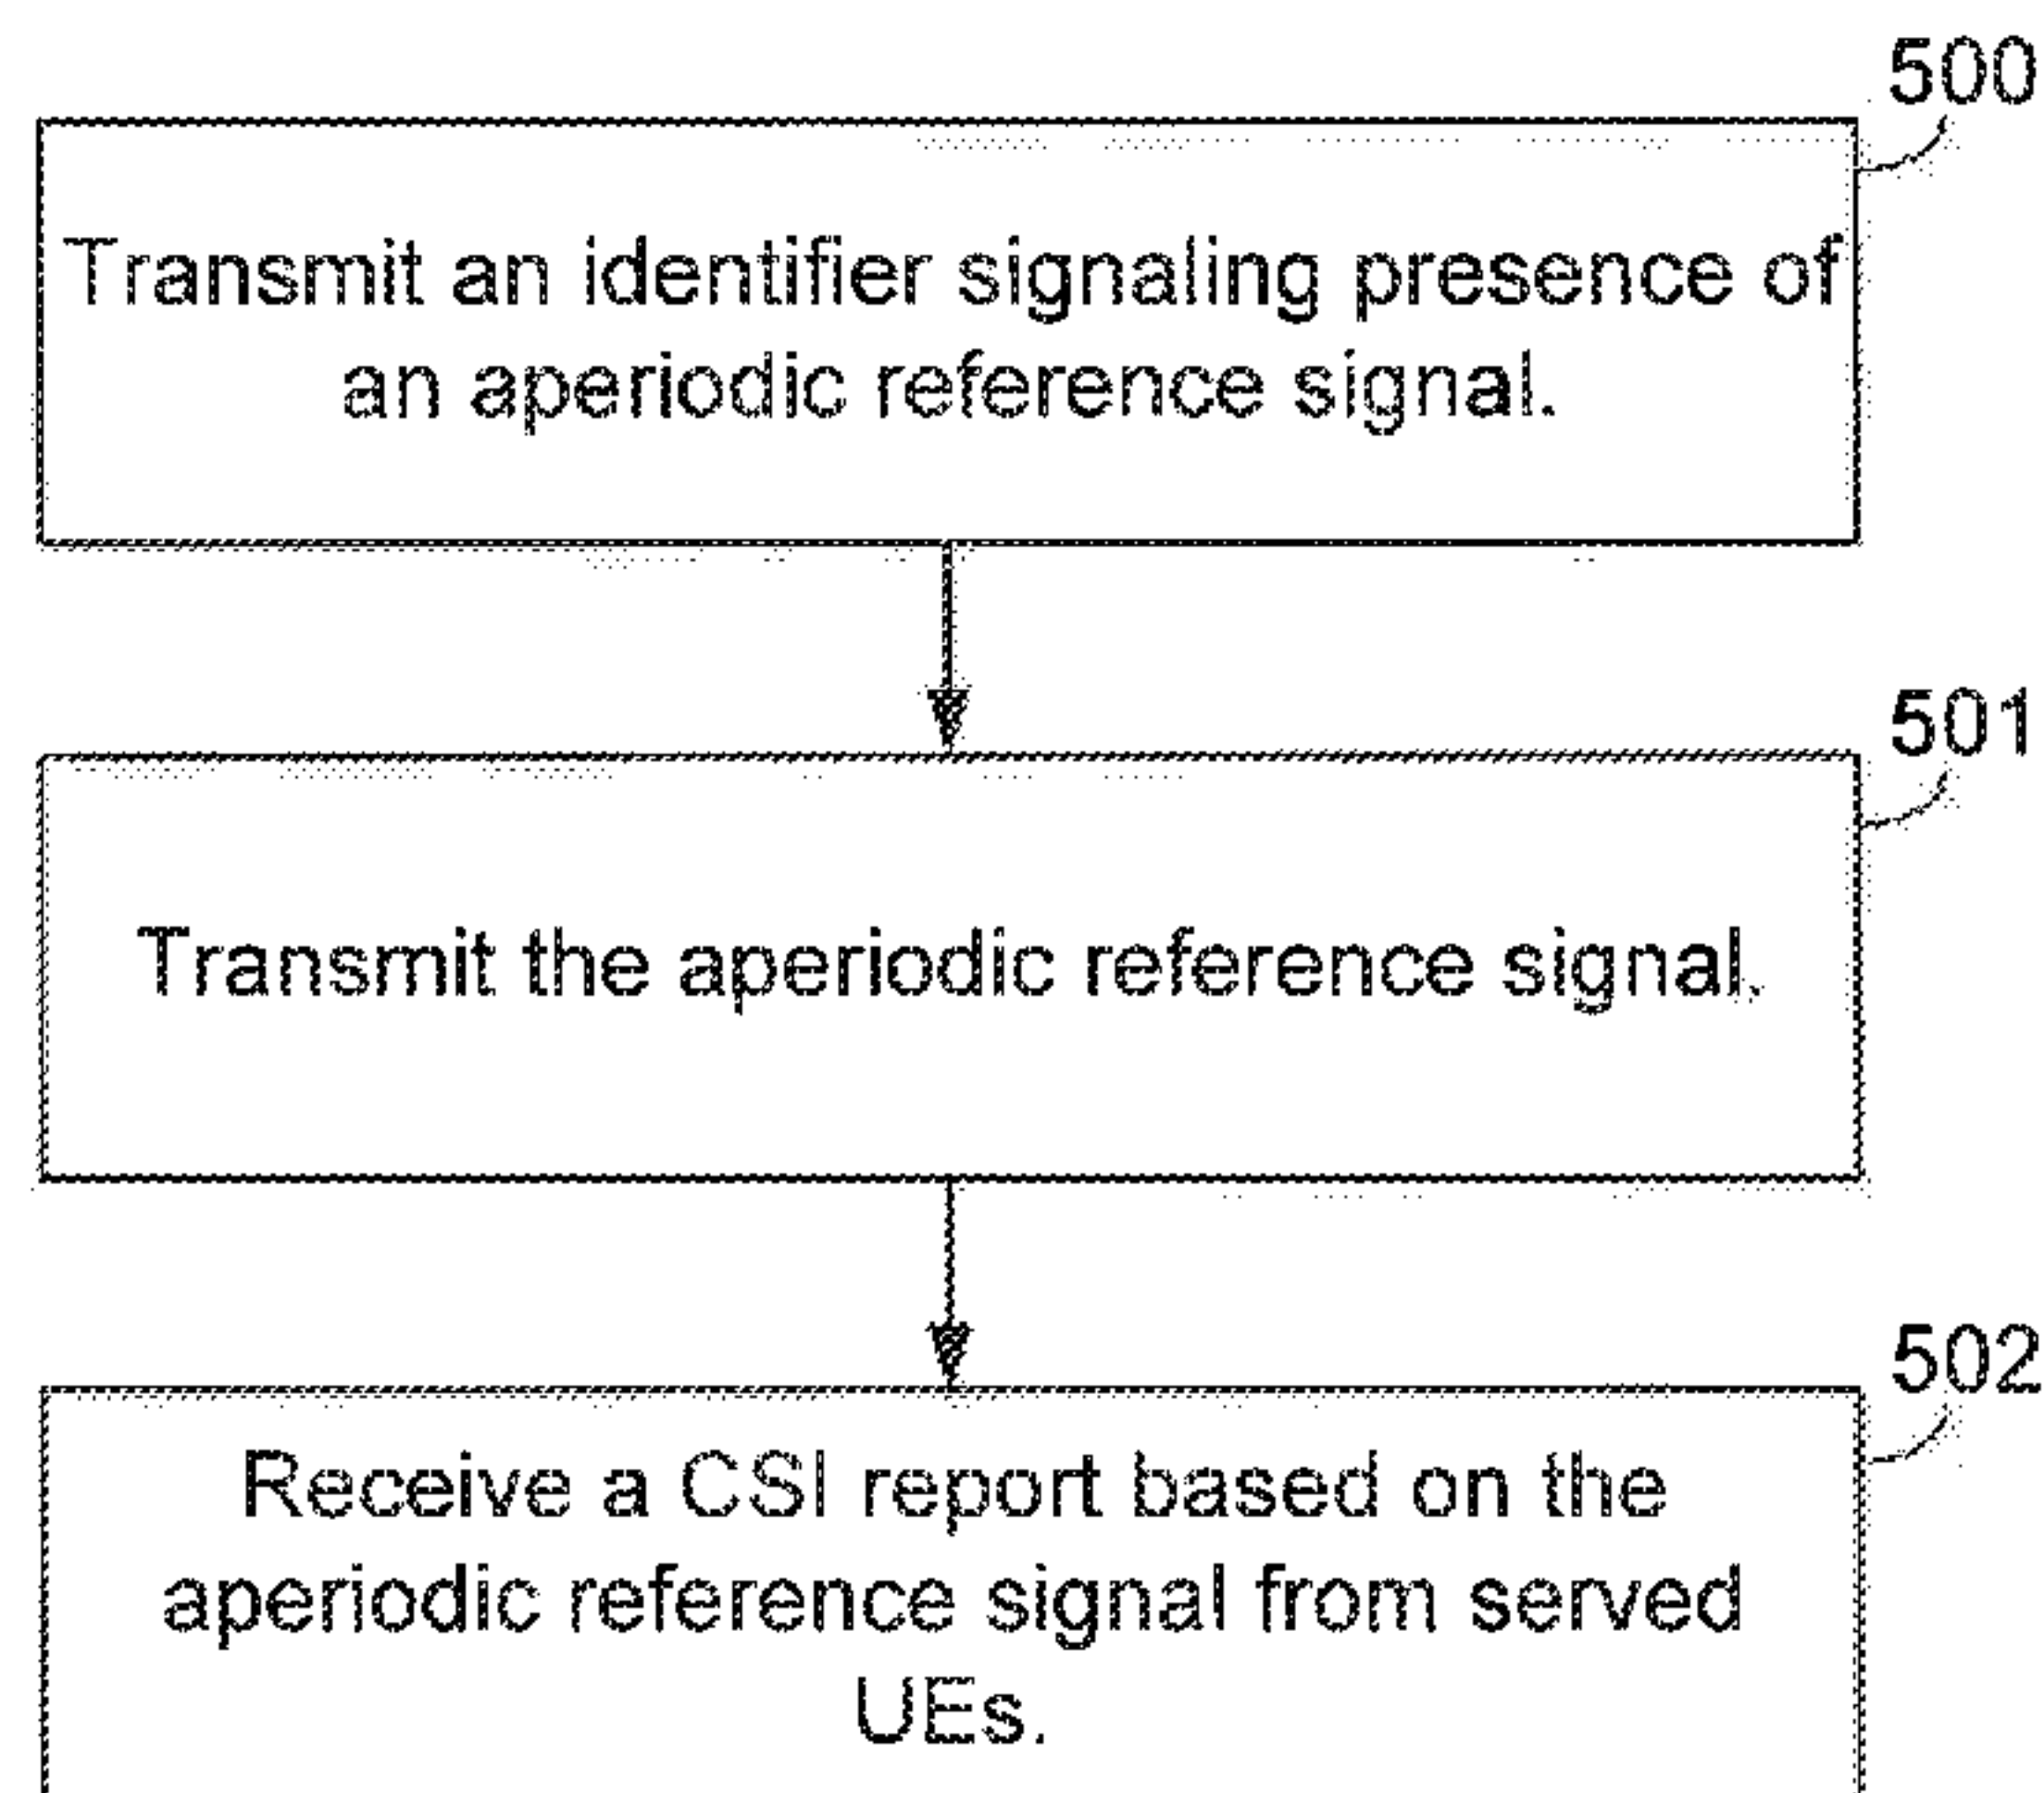 500
Transmit an identifier signaling presence of
an aperiodic reference signal.
501
Transmit the aperiodic reference signal.
502
Receive a CSI report based on the
aperiodic reference signal from served
UEs.